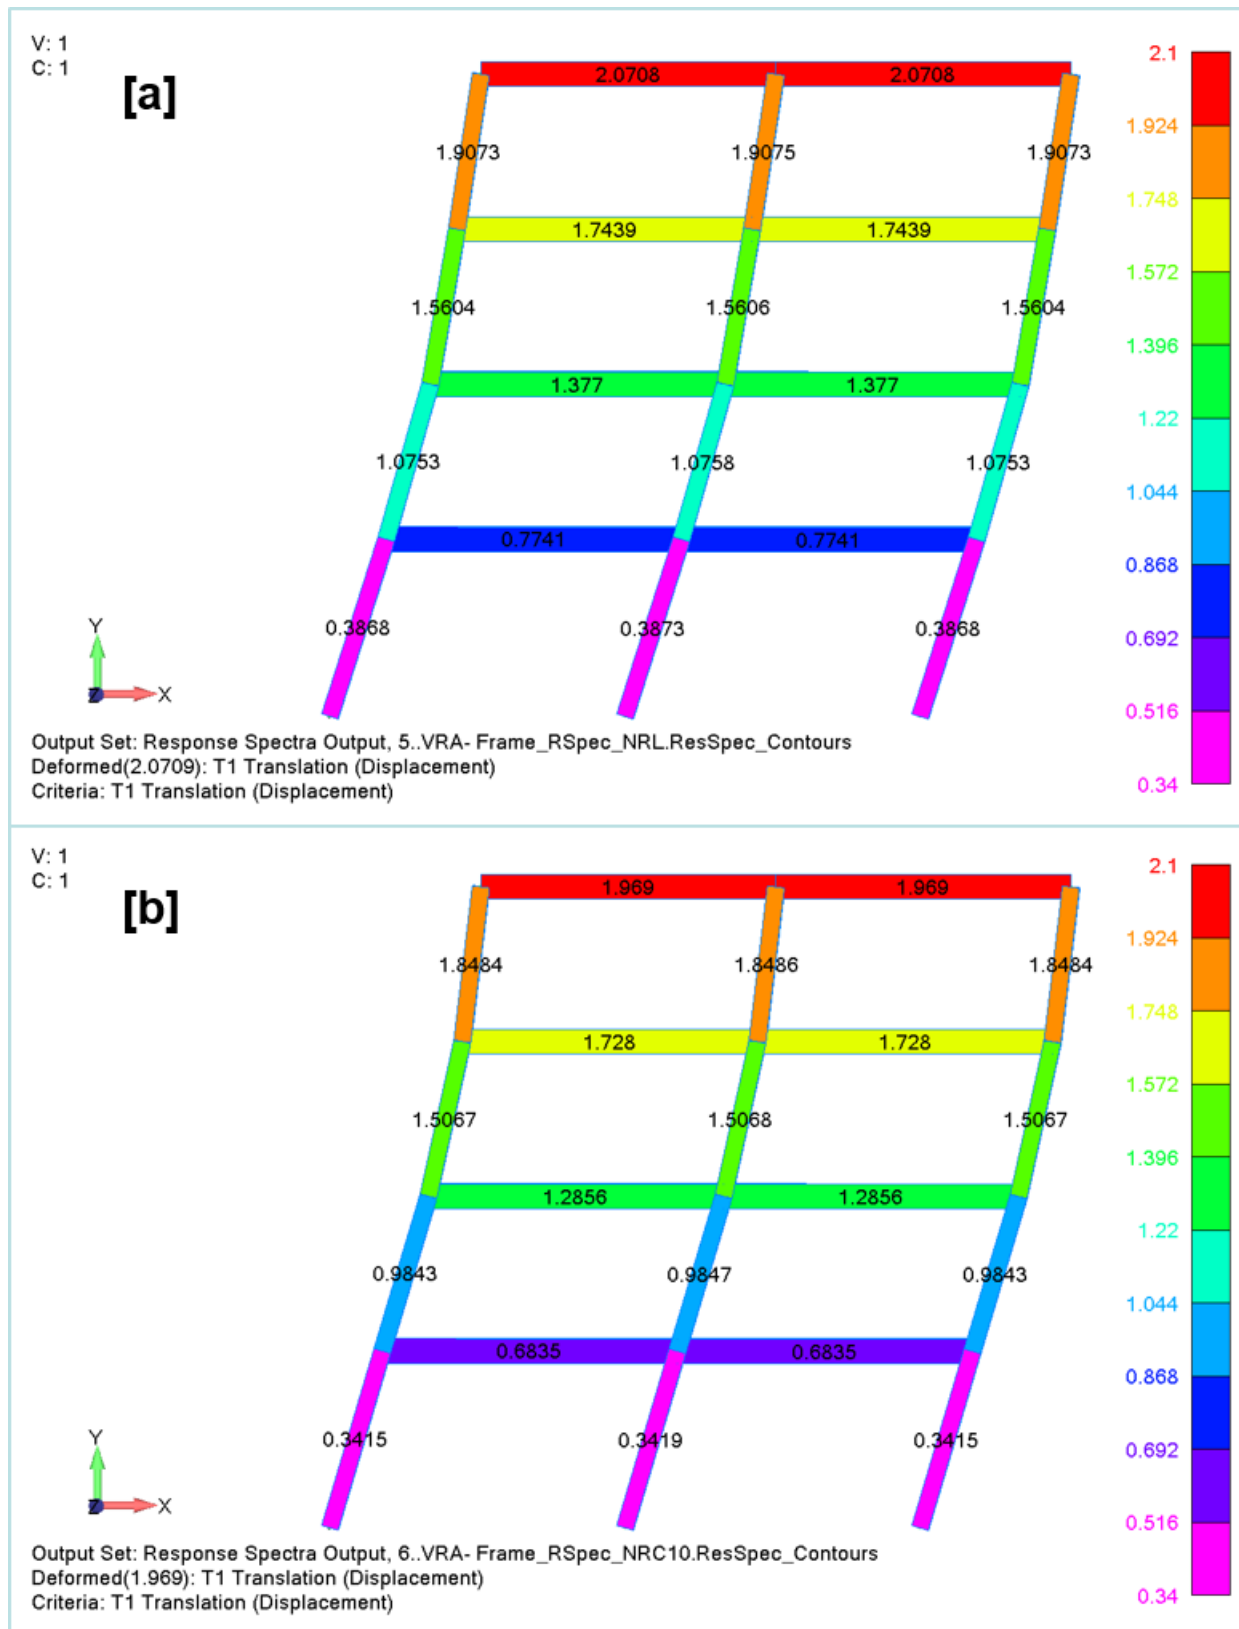 V: 1
C: 1
[a]
2.0708 2.0708
1.9073 1.9075 1.9073
1.7439 1.7439
1.5604 1.5606 1.5604
1.377 1.377
1.0753 1.0758 1.0753
0.7741 0.7741
0.3868 0.3873 0.3868
2.1
1.924
1.748
1.572
1.396
1.22
1.044
0.868
0.692
0.516
0.34
Y
Z X
Output Set: Response Spectra Output, 5..VRA- Frame_RSpec_NRL.ResSpec_Contours
Deformed(2.0709): T1 Translation (Displacement)
Criteria: T1 Translation (Displacement)
V: 1
C: 1
[b]
1.969 1.969
1.8484 1.8486 1.8484
1.728 1.728
1.5067 1.5068 1.5067
1.2856 1.2856
0.9843 0.9847 0.9843
0.6835 0.6835
0.3415 0.3419 0.3415
2.1
1.924
1.748
1.572
1.396
1.22
1.044
0.868
0.692
0.516
0.34
Y
Z X
Output Set: Response Spectra Output, 6..VRA- Frame_RSpec_NRC10.ResSpec_Contours
Deformed(1.969): T1 Translation (Displacement)
Criteria: T1 Translation (Displacement)